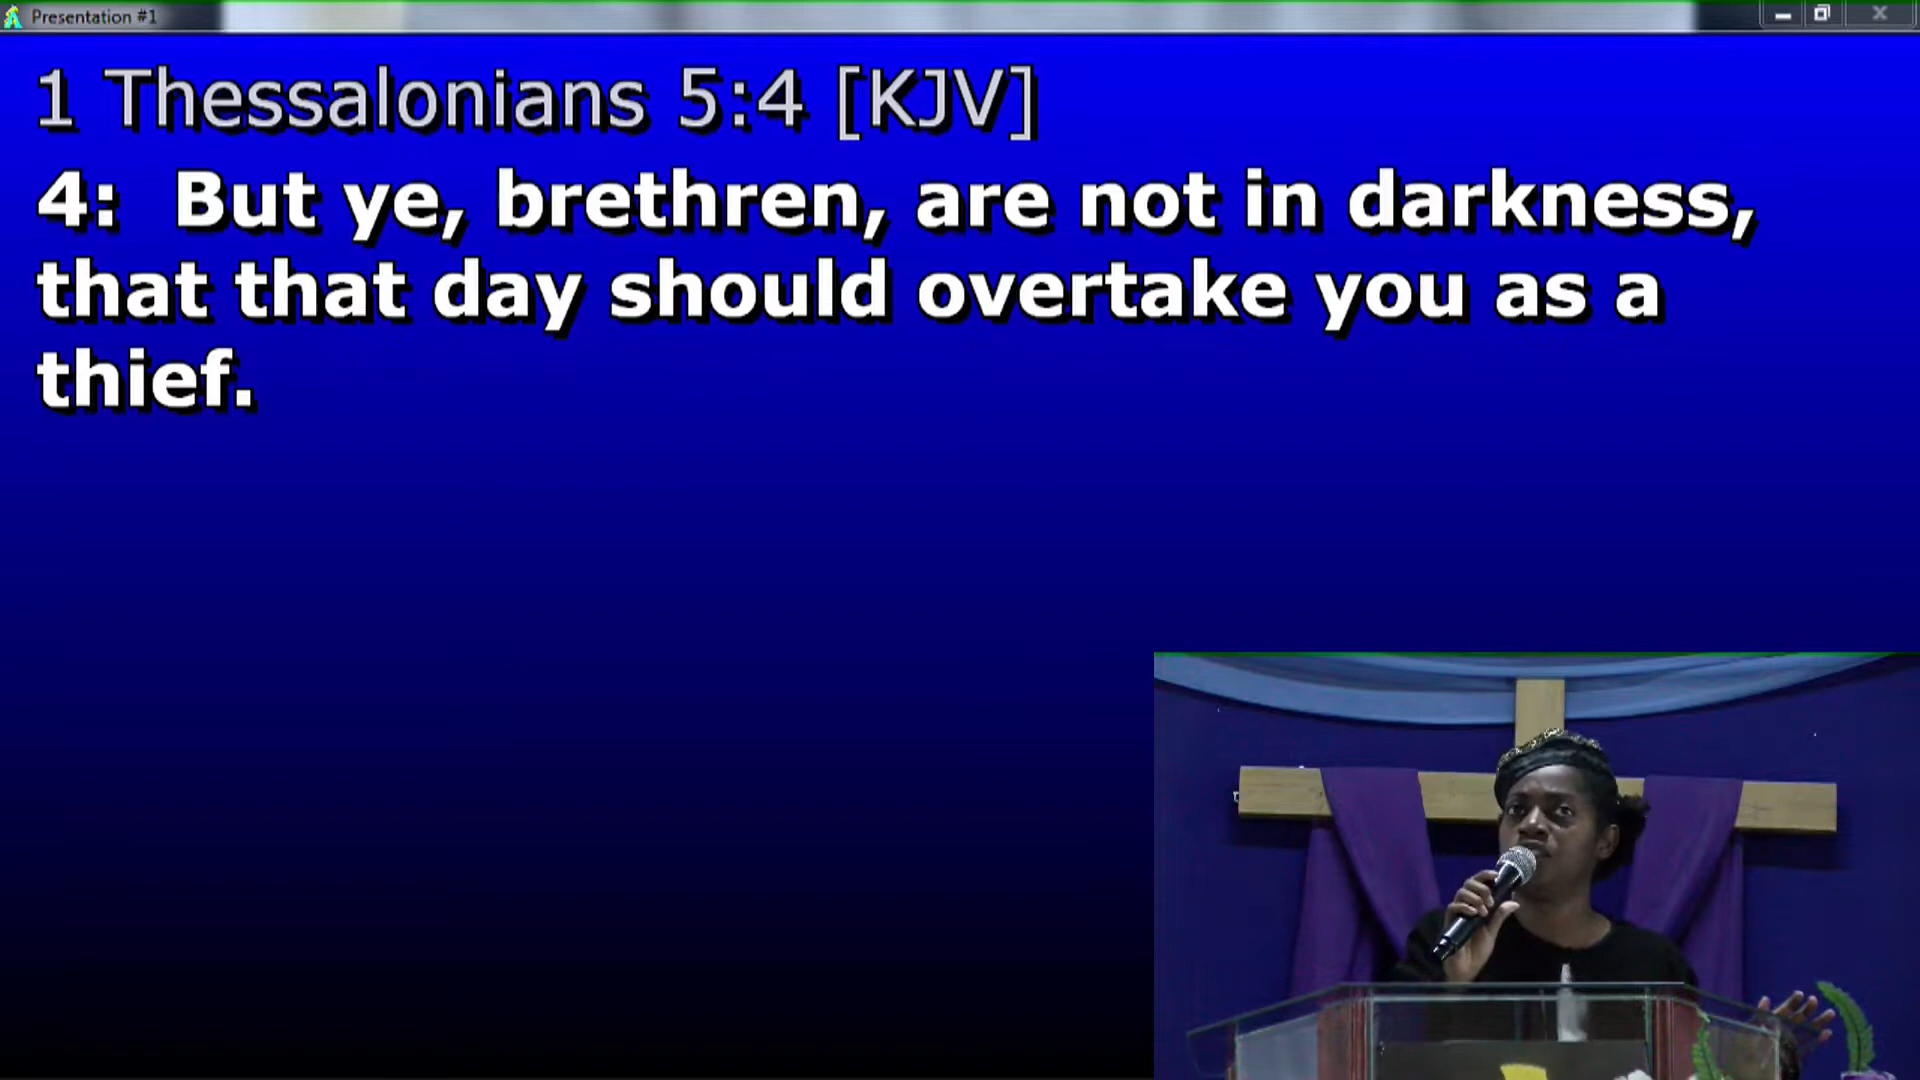 Presentation #1
1 Thessalonians 5:4 [KJV]
4: But ye, brethren, are not in darkness,
that that day should overtake you as a
thief.